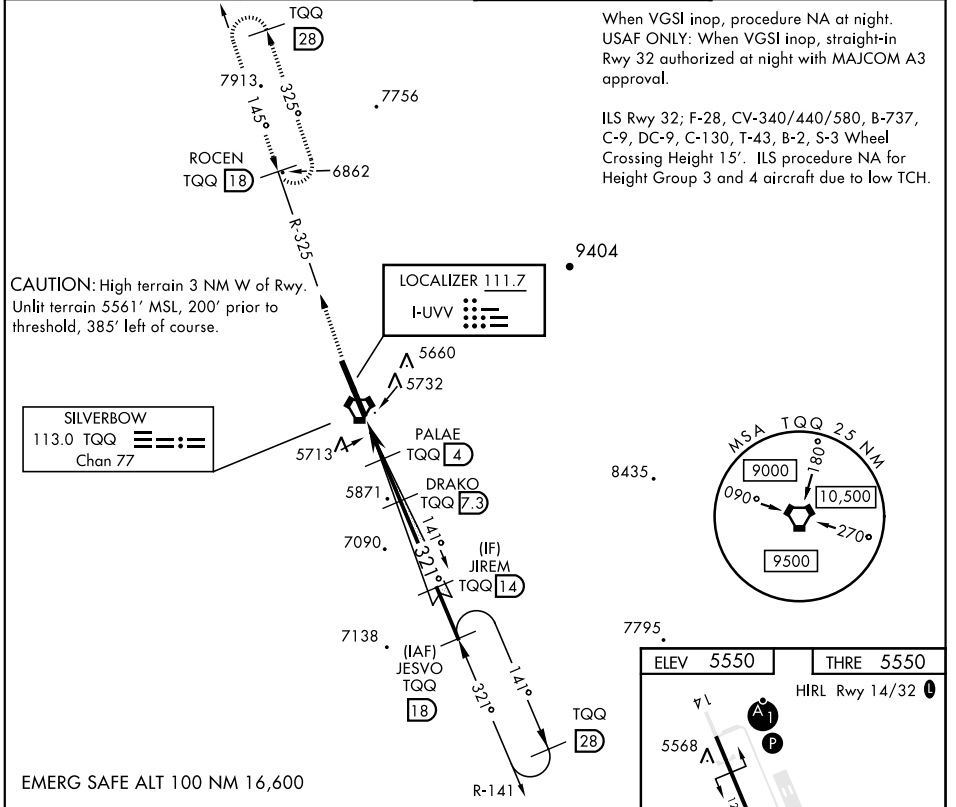 TQQ
28
7913
7756
325°
145°
ROCEN
TQQ 18
6862
R-325
When VGSI inop, procedure NA at night.
USAF ONLY: When VGSI inop, straight-in
Rwy 32 authorized at night with MAJCOM A3
approval.
ILS Rwy 32; F-28, CV-340/440/580, B-737,
C-9, DC-9, C-130, T-43, B-2, S-3 Wheel
Crossing Height 15'. ILS procedure NA for
Height Group 3 and 4 aircraft due to low TCH.
9404
CAUTION: High terrain 3 NM W of Rwy.
Unlit terrain 5561' MSL, 200' prior to
threshold, 385' left of course.
LOCALIZER 111.7
I-UVV
5660
5732
SILVERBOW
113.0 TQQ
Chan 77
5713
PALAE
TQQ 4
DRAKO
TQQ 7.3
5871
7090
141°
321°
(IF)
JIREM
TQQ 14
8435
MSA TQQ 25 NM
180°
9000
090°
10,500
270°
9500
7138
(IAF)
JESVO
TQQ
18
321°
141°
TQQ
28
R-141
7795
EMERG SAFE ALT 100 NM 16,600
ELEV 5550
THRE 5550
HIRL Rwy 14/32 L
14
A1
P
5568